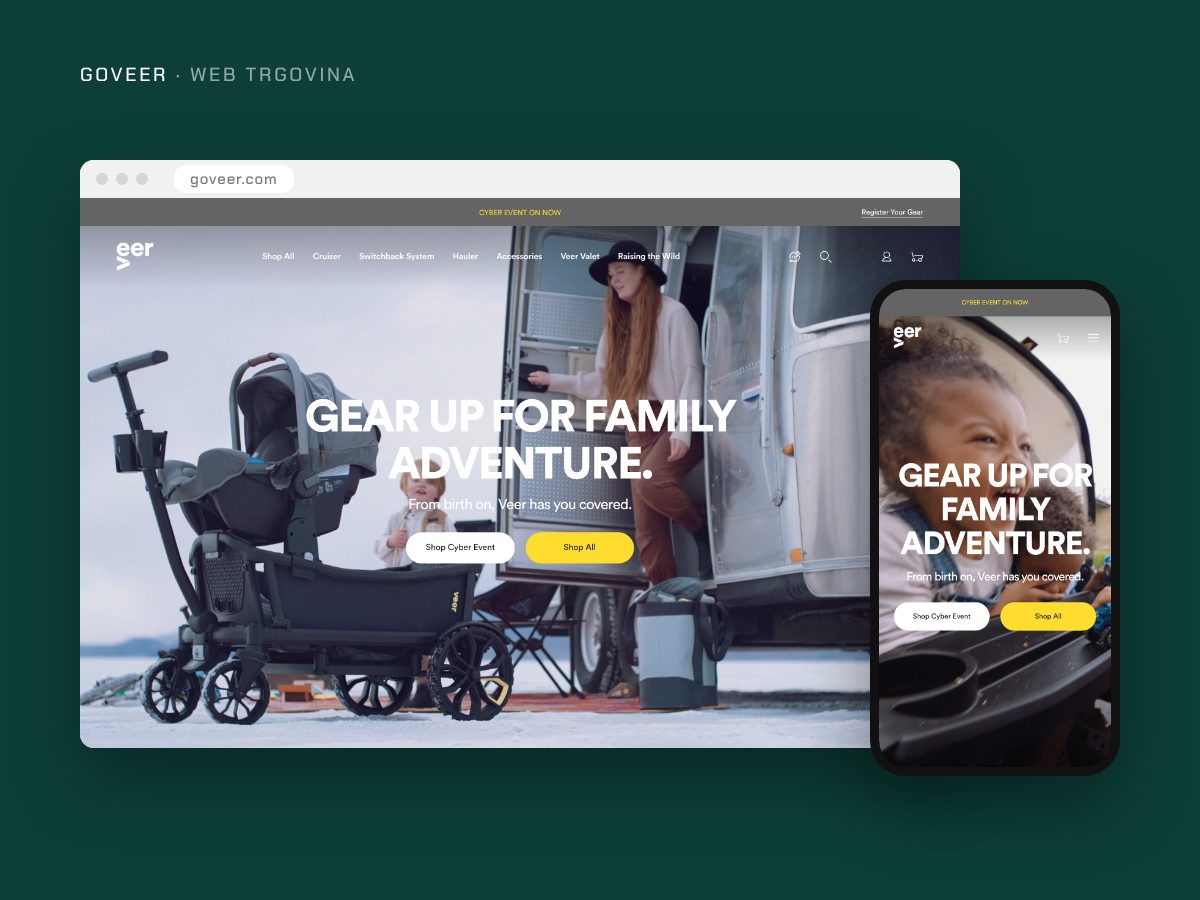 GOVEER · WEB TRGOVINA
goveer.com
CYBER EVENT ON NOW
Register Your Gear
veer
Shop All Cruiser Switchback System Hauler Accessories Veer Valet Raising the Wild
GEAR UP FOR FAMILY
ADVENTURE.
From birth on, Veer has you covered.
Shop Cyber Event Shop All
veer
CYBER EVENT ON NOW
veer
GEAR UP FOR
FAMILY
ADVENTURE.
From birth on, Veer has you covered.
Shop Cyber Event Shop All